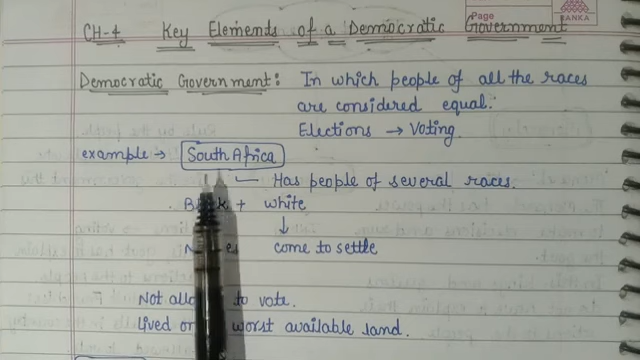 Page
BANKA
CH-4 Key Elements of a Democratic Government
Democratic Government: In which people of all the races
are considered equal.
Elections → Voting.
example → South Africa
Has people of several races.
+ white
↓
come to settle
Not to vote.
Lived worst available land.